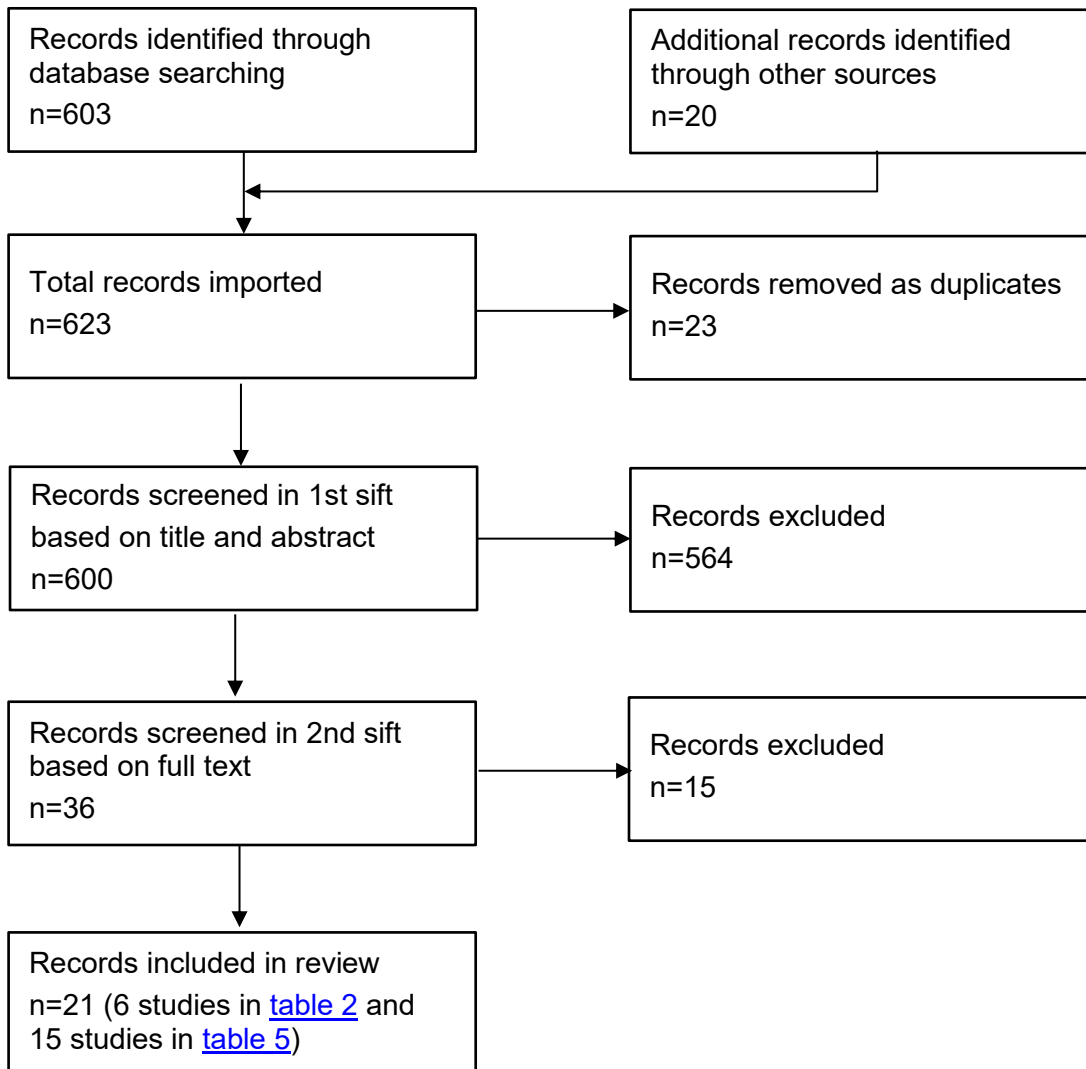 Records identified through
database searching
n=603
Additional records identified
through other sources
n=20
Total records imported
n=623
Records removed as duplicates
n=23
Records screened in 1st sift
based on title and abstract
n=600
Records excluded
n=564
Records screened in 2nd sift
based on full text
n=36
Records excluded
n=15
Records included in review
n=21 (6 studies in table 2 and
15 studies in table 5)